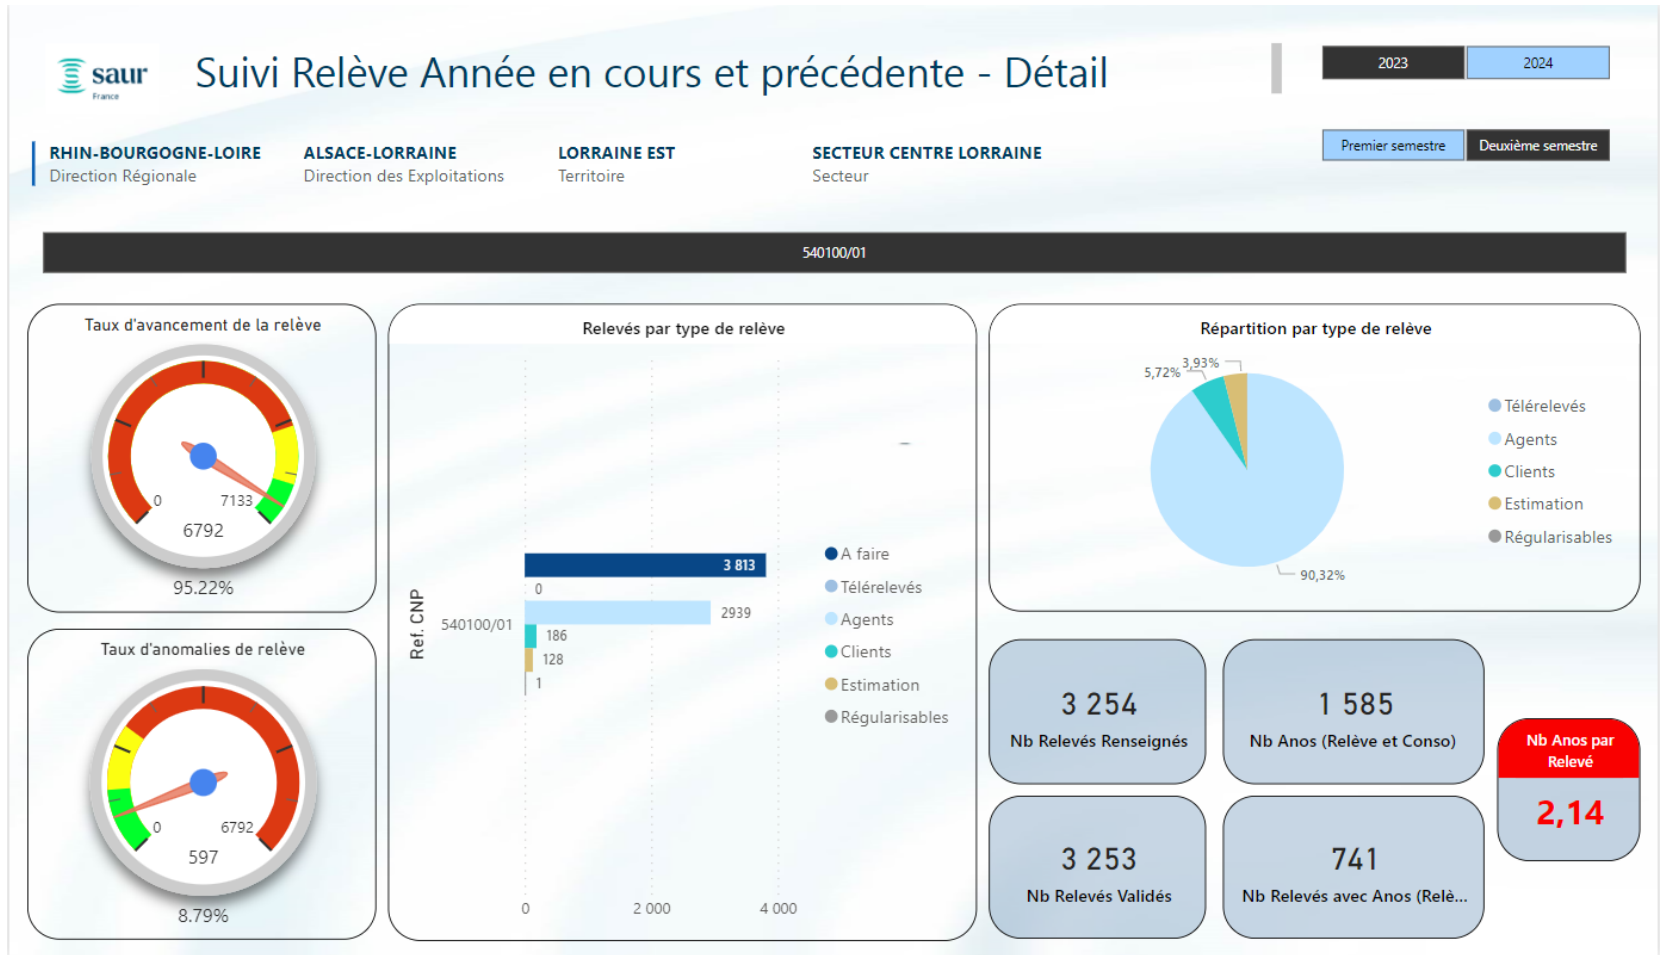 saur
France
Suivi Relève Année en cours et précédente - Détail
2023
2024
Premier semestre
Deuxième semestre
RHIN-BOURGOGNE-LOIRE
Direction Régionale
ALSACE-LORRAINE
Direction des Exploitations
LORRAINE EST
Territoire
SECTEUR CENTRE LORRAINE
Secteur
540100/01
Taux d'avancement de la relève
0
7133
6792
95.22%
Taux d'anomalies de relève
0
6792
597
8.79%
Relevés par type de relève
Ref. CNP
540100/01
3 813
0
2939
186
128
1
0
2 000
4 000
A faire
Télérelevés
Agents
Clients
Estimation
Régularisables
Répartition par type de relève
3,93%
5,72%
90,32%
Télérelevés
Agents
Clients
Estimation
Régularisables
3 254
Nb Relevés Renseignés
1 585
Nb Anos (Relève et Conso)
3 253
Nb Relevés Validés
741
Nb Relevés avec Anos (Relè...
Nb Anos par
Relevé
2,14